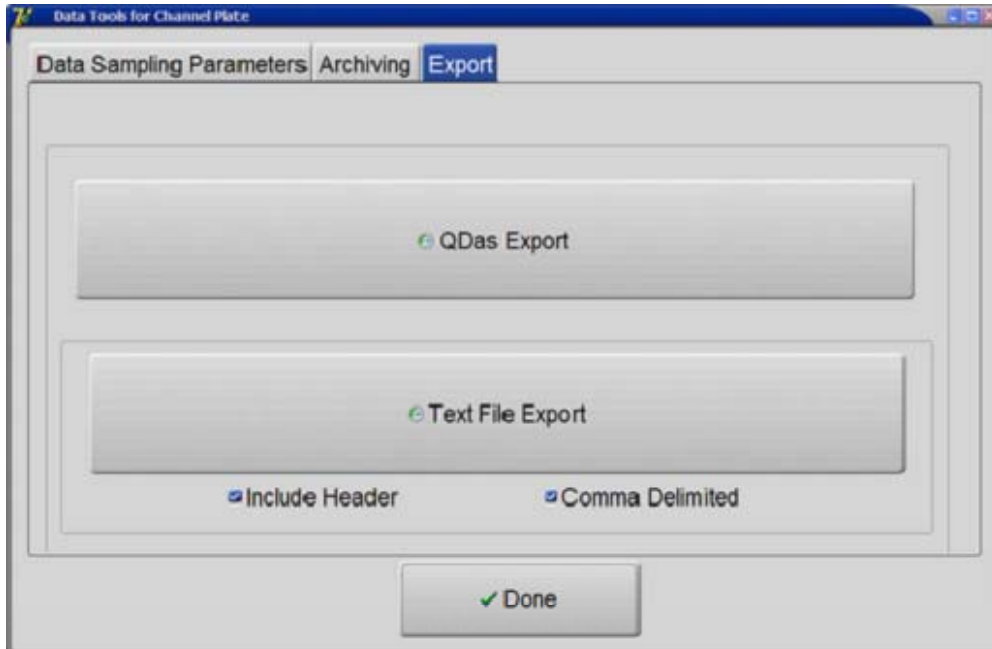 Data Tools for Channel Plate
Data Sampling Parameters Archiving Export
QDas Export
Text File Export
Include Header Comma Delimited
Done